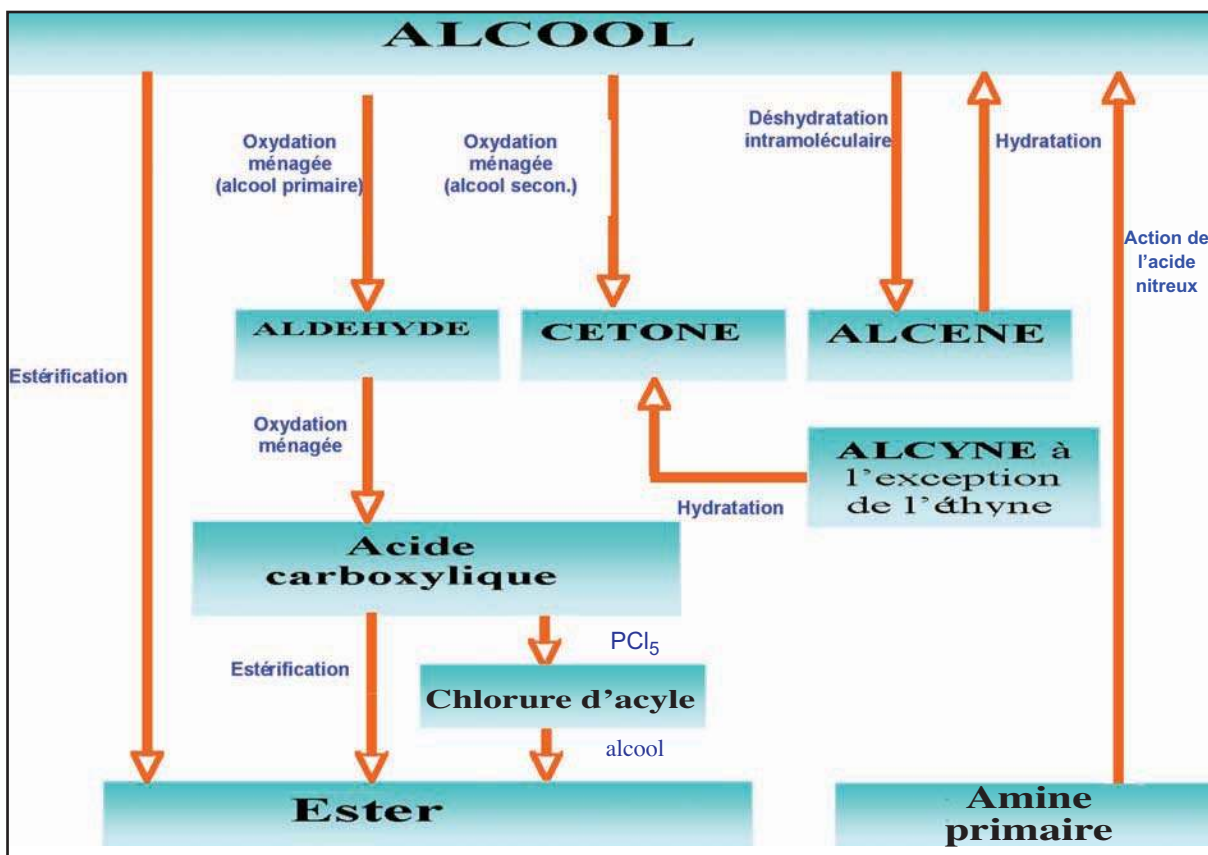 ALCOOL
Oxydation
ménagée
(alcool primaire)
Oxydation
ménagée
(alcool secon.)
Déshydratation
intramoléculaire
Hydratation
Action de
l'acide
nitreux
ALDEHYDE
CETONE
ALCENE
Estérification
Oxydation
ménagée
ALCYNE à
l'exception
de l'éthyne
Hydratation
Acide
carboxylique
PCl₅
Estérification
Chlorure d'acyle
alcool
Ester
Amine
primaire